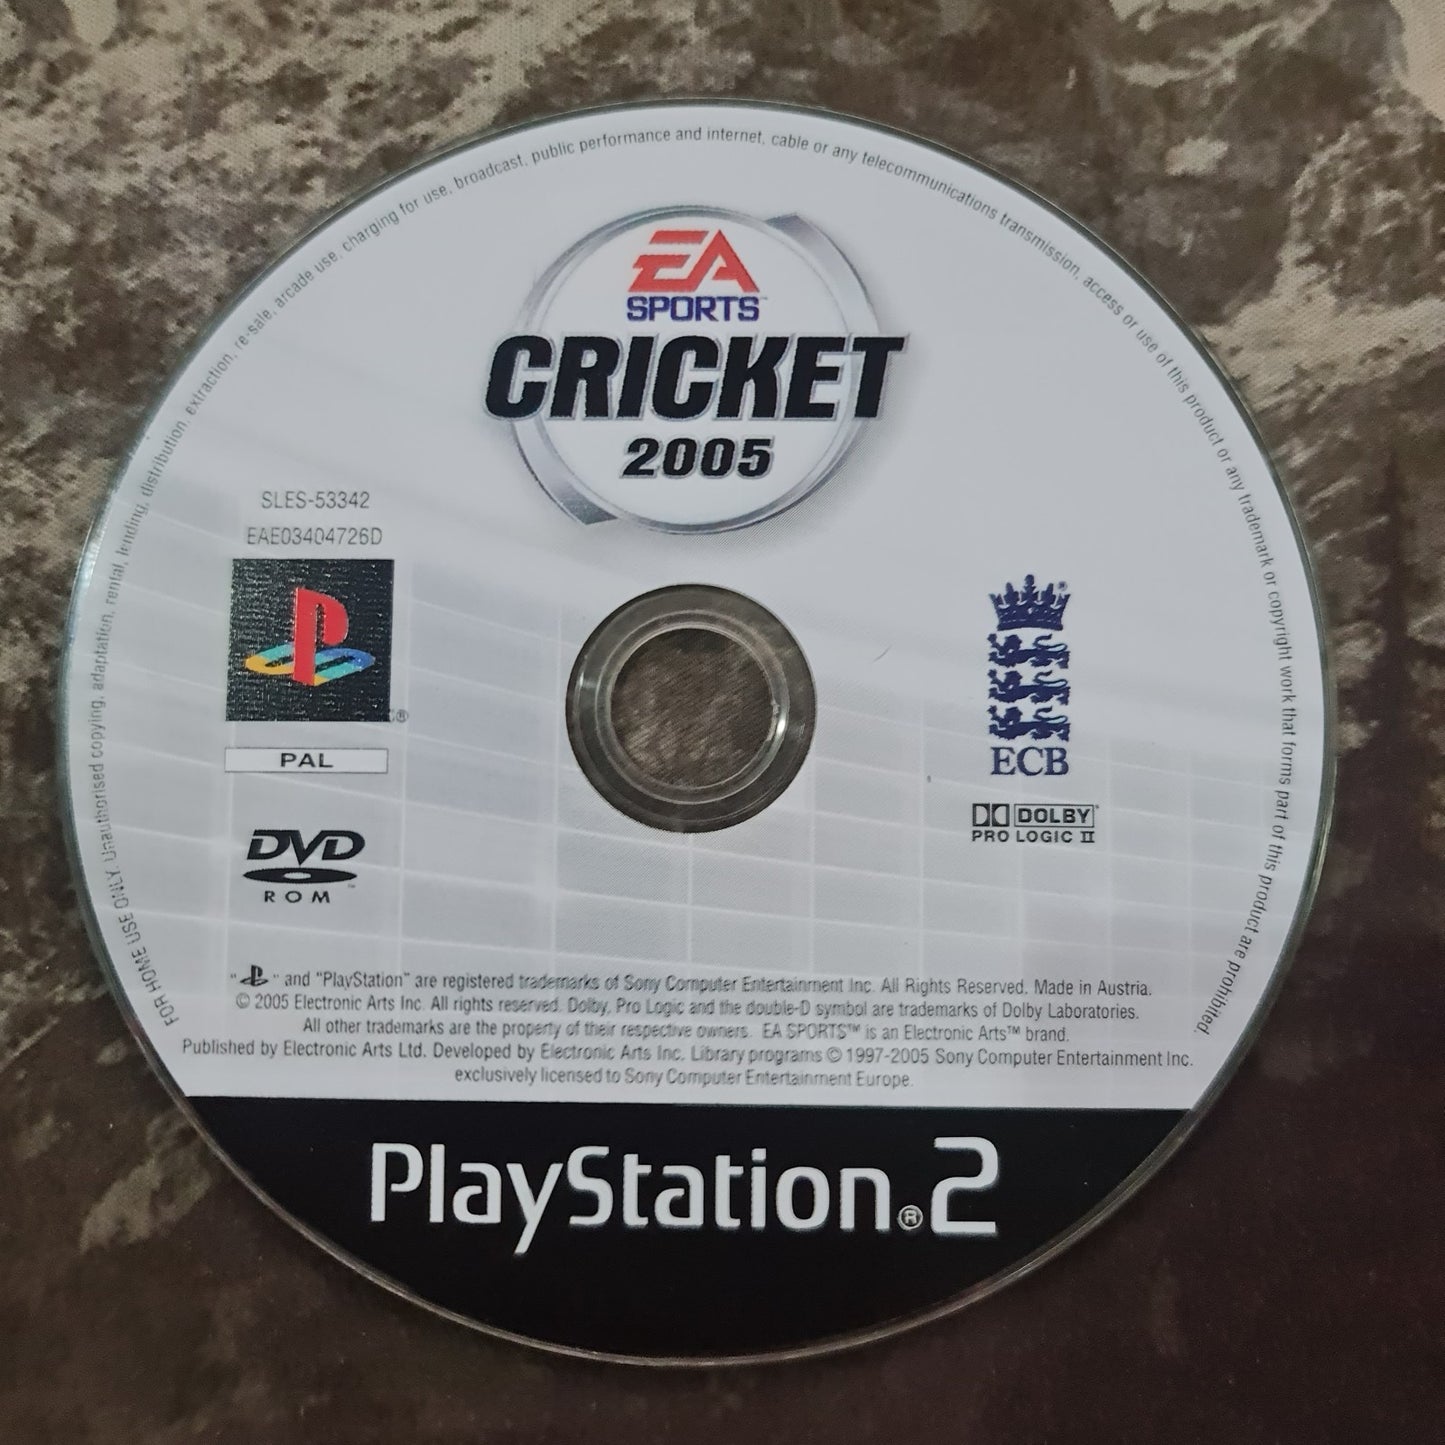 FOR HOME USE ONLY. Unauthorised copying, adaptation, rental, lending, distribution, extraction, re-sale, arcade use, charging for use, broadcast, public performance and internet, cable or any telecommunications transmission, access or use of this product or any trademark or copyright work that forms part of this product are prohibited.
EA
SPORTS™
CRICKET
2005
SLES-53342
EAE03404726D
®
PAL
DVD
ROM™
®
ECB
DOLBY®
PRO LOGIC II
" " and "PlayStation" are registered trademarks of Sony Computer Entertainment Inc. All Rights Reserved. Made in Austria.
© 2005 Electronic Arts Inc. All rights reserved. Dolby, Pro Logic and the double-D symbol are trademarks of Dolby Laboratories.
All other trademarks are the property of their respective owners. EA SPORTS™ is an Electronic Arts™ brand.
Published by Electronic Arts Ltd. Developed by Electronic Arts Inc. Library programs © 1997-2005 Sony Computer Entertainment Inc.
exclusively licensed to Sony Computer Entertainment Europe.
PlayStation®2